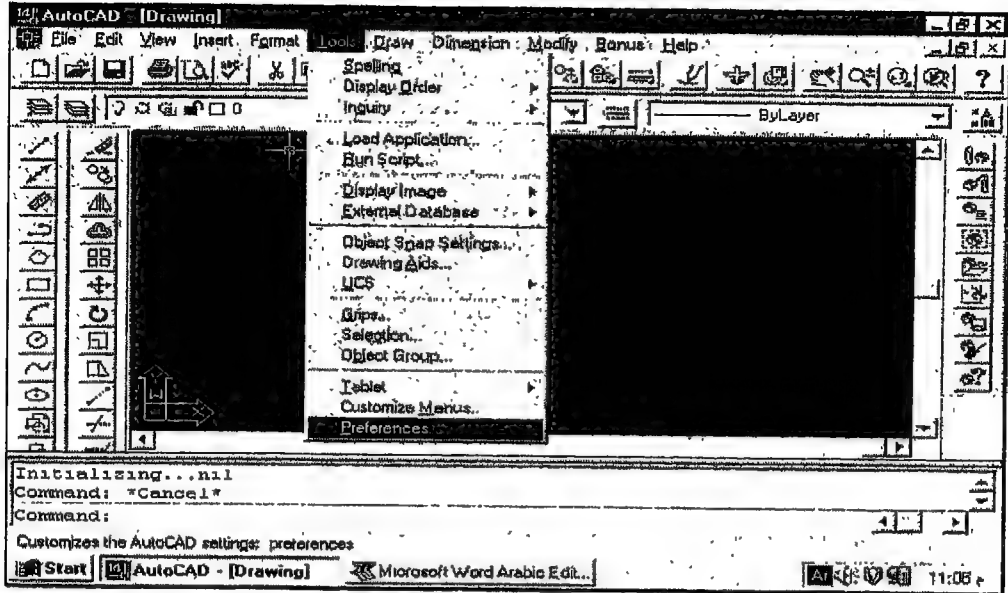 AutoCAD - [Drawing]
File Edit View Insert Format Tools Draw Dimension Modify Bonus Help
Spelling
Display Order
Inquiry
0
ByLayer
Load Application...
Run Script...
Display Image
External Database
Object Snap Settings...
Drawing Aids...
UCS
Grips...
Selection...
Object Group...
Tablet
Customize Menus...
Preferences...
W
X
Initializing...nil
Command: *Cancel*
Command:
Customizes the AutoCAD settings: preferences
Start AutoCAD - [Drawing] Microsoft Word Arabic Edit... Ar 11:06 م